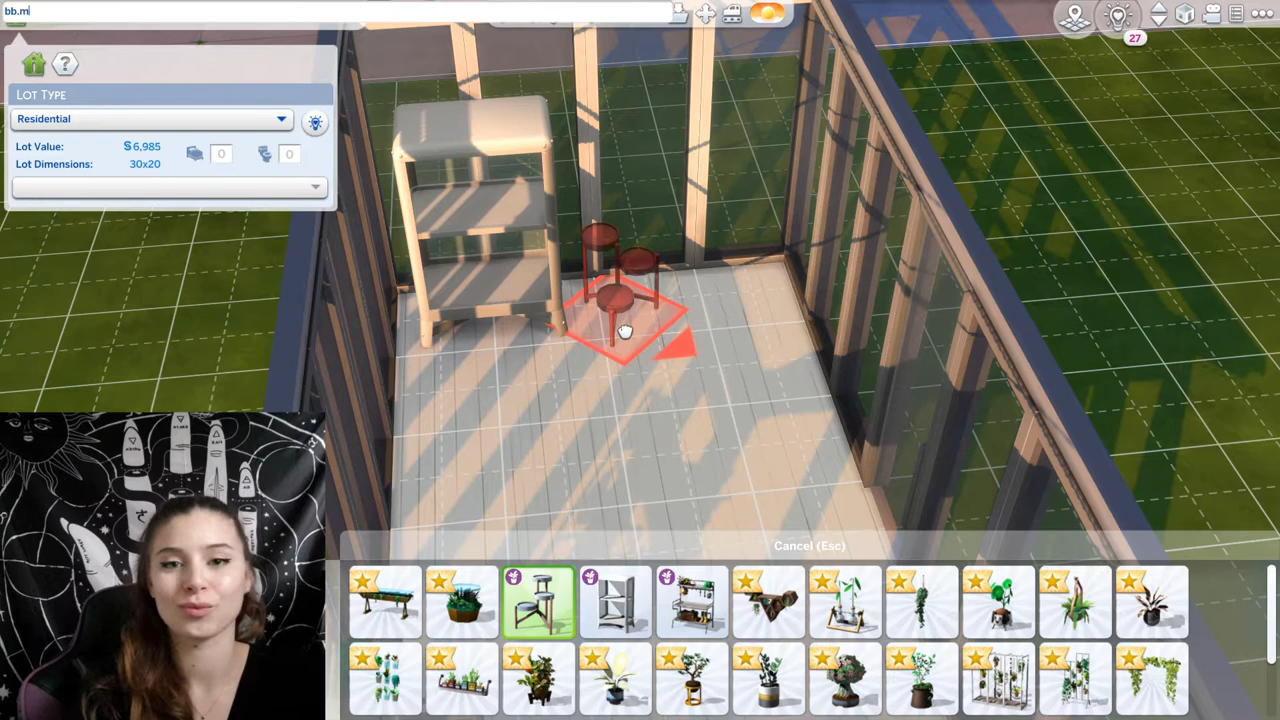 bb.m
27
LOT TYPE
Residential
Lot Value: §6,985
0
0
Lot Dimensions: 30x20
Cancel (Esc)